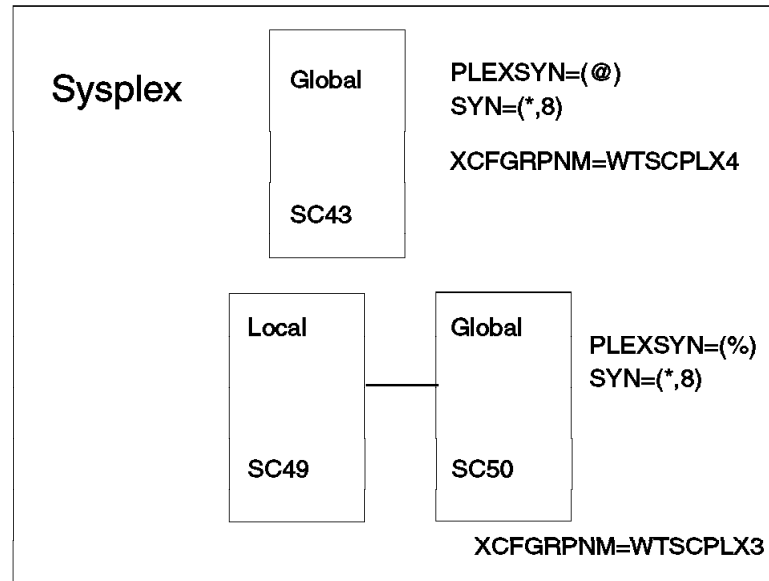 Sysplex
Global
SC43
PLEXSYN=(@)
SYN=(*,8)
XCFGRPNM=WTSCPLX4
Local
SC49
Global
SC50
PLEXSYN=(%)
SYN=(*,8)
XCFGRPNM=WTSCPLX3